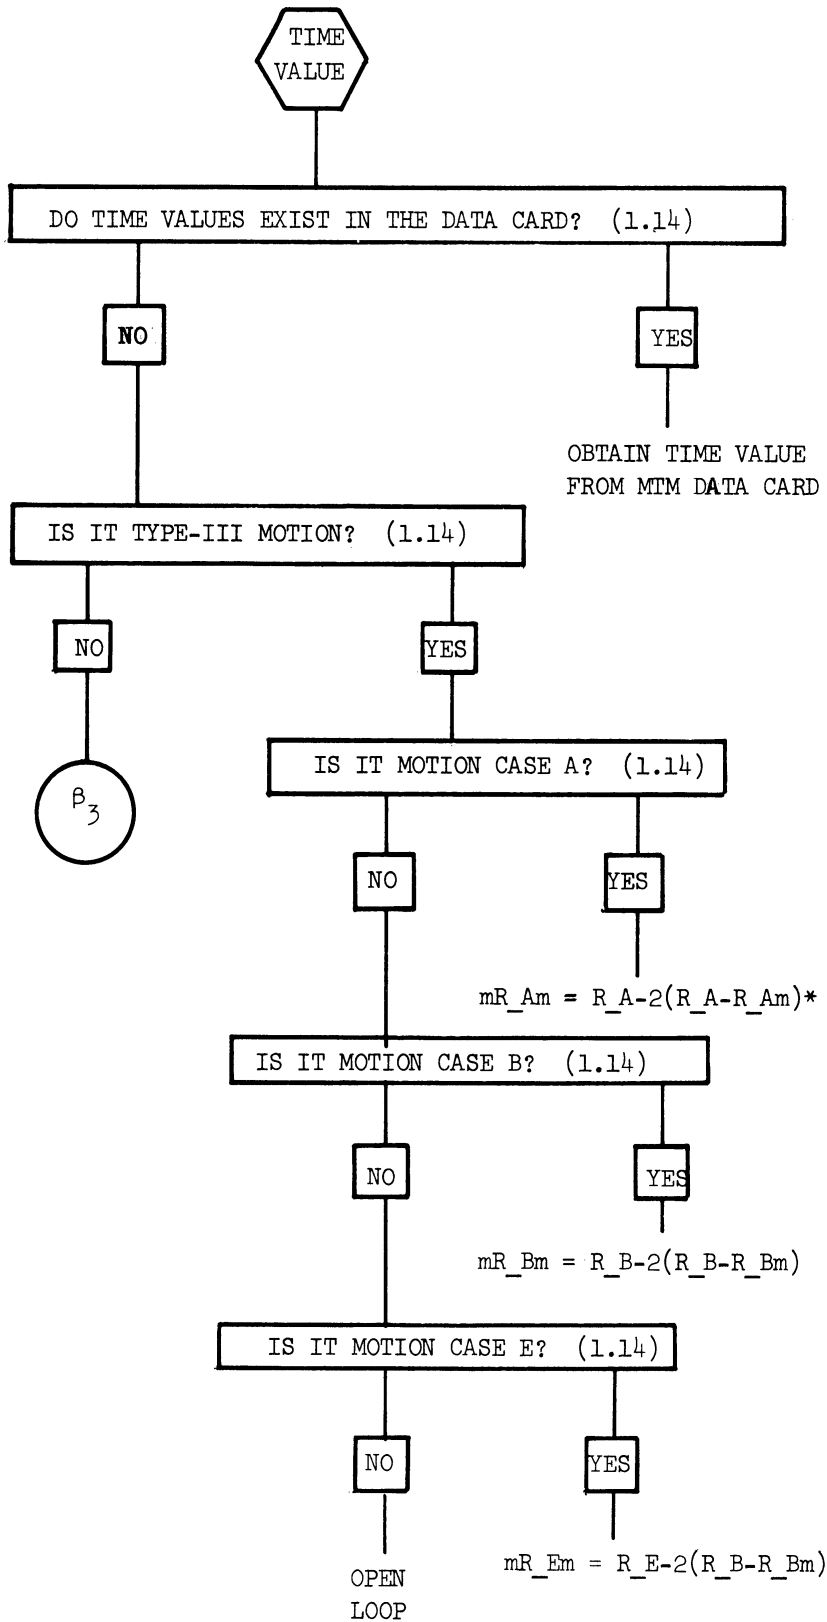 TIME
VALUE
DO TIME VALUES EXIST IN THE DATA CARD? (1.14)
NO
YES
OBTAIN TIME VALUE
FROM MTM DATA CARD
IS IT TYPE-III MOTION? (1.14)
NO
YES
β3
IS IT MOTION CASE A? (1.14)
NO
YES
mR_Am = R_A-2(R_A-R_Am)*
IS IT MOTION CASE B? (1.14)
NO
YES
mR_Bm = R_B-2(R_B-R_Bm)
IS IT MOTION CASE E? (1.14)
NO
YES
mR_Em = R_E-2(R_B-R_Bm)
OPEN
LOOP